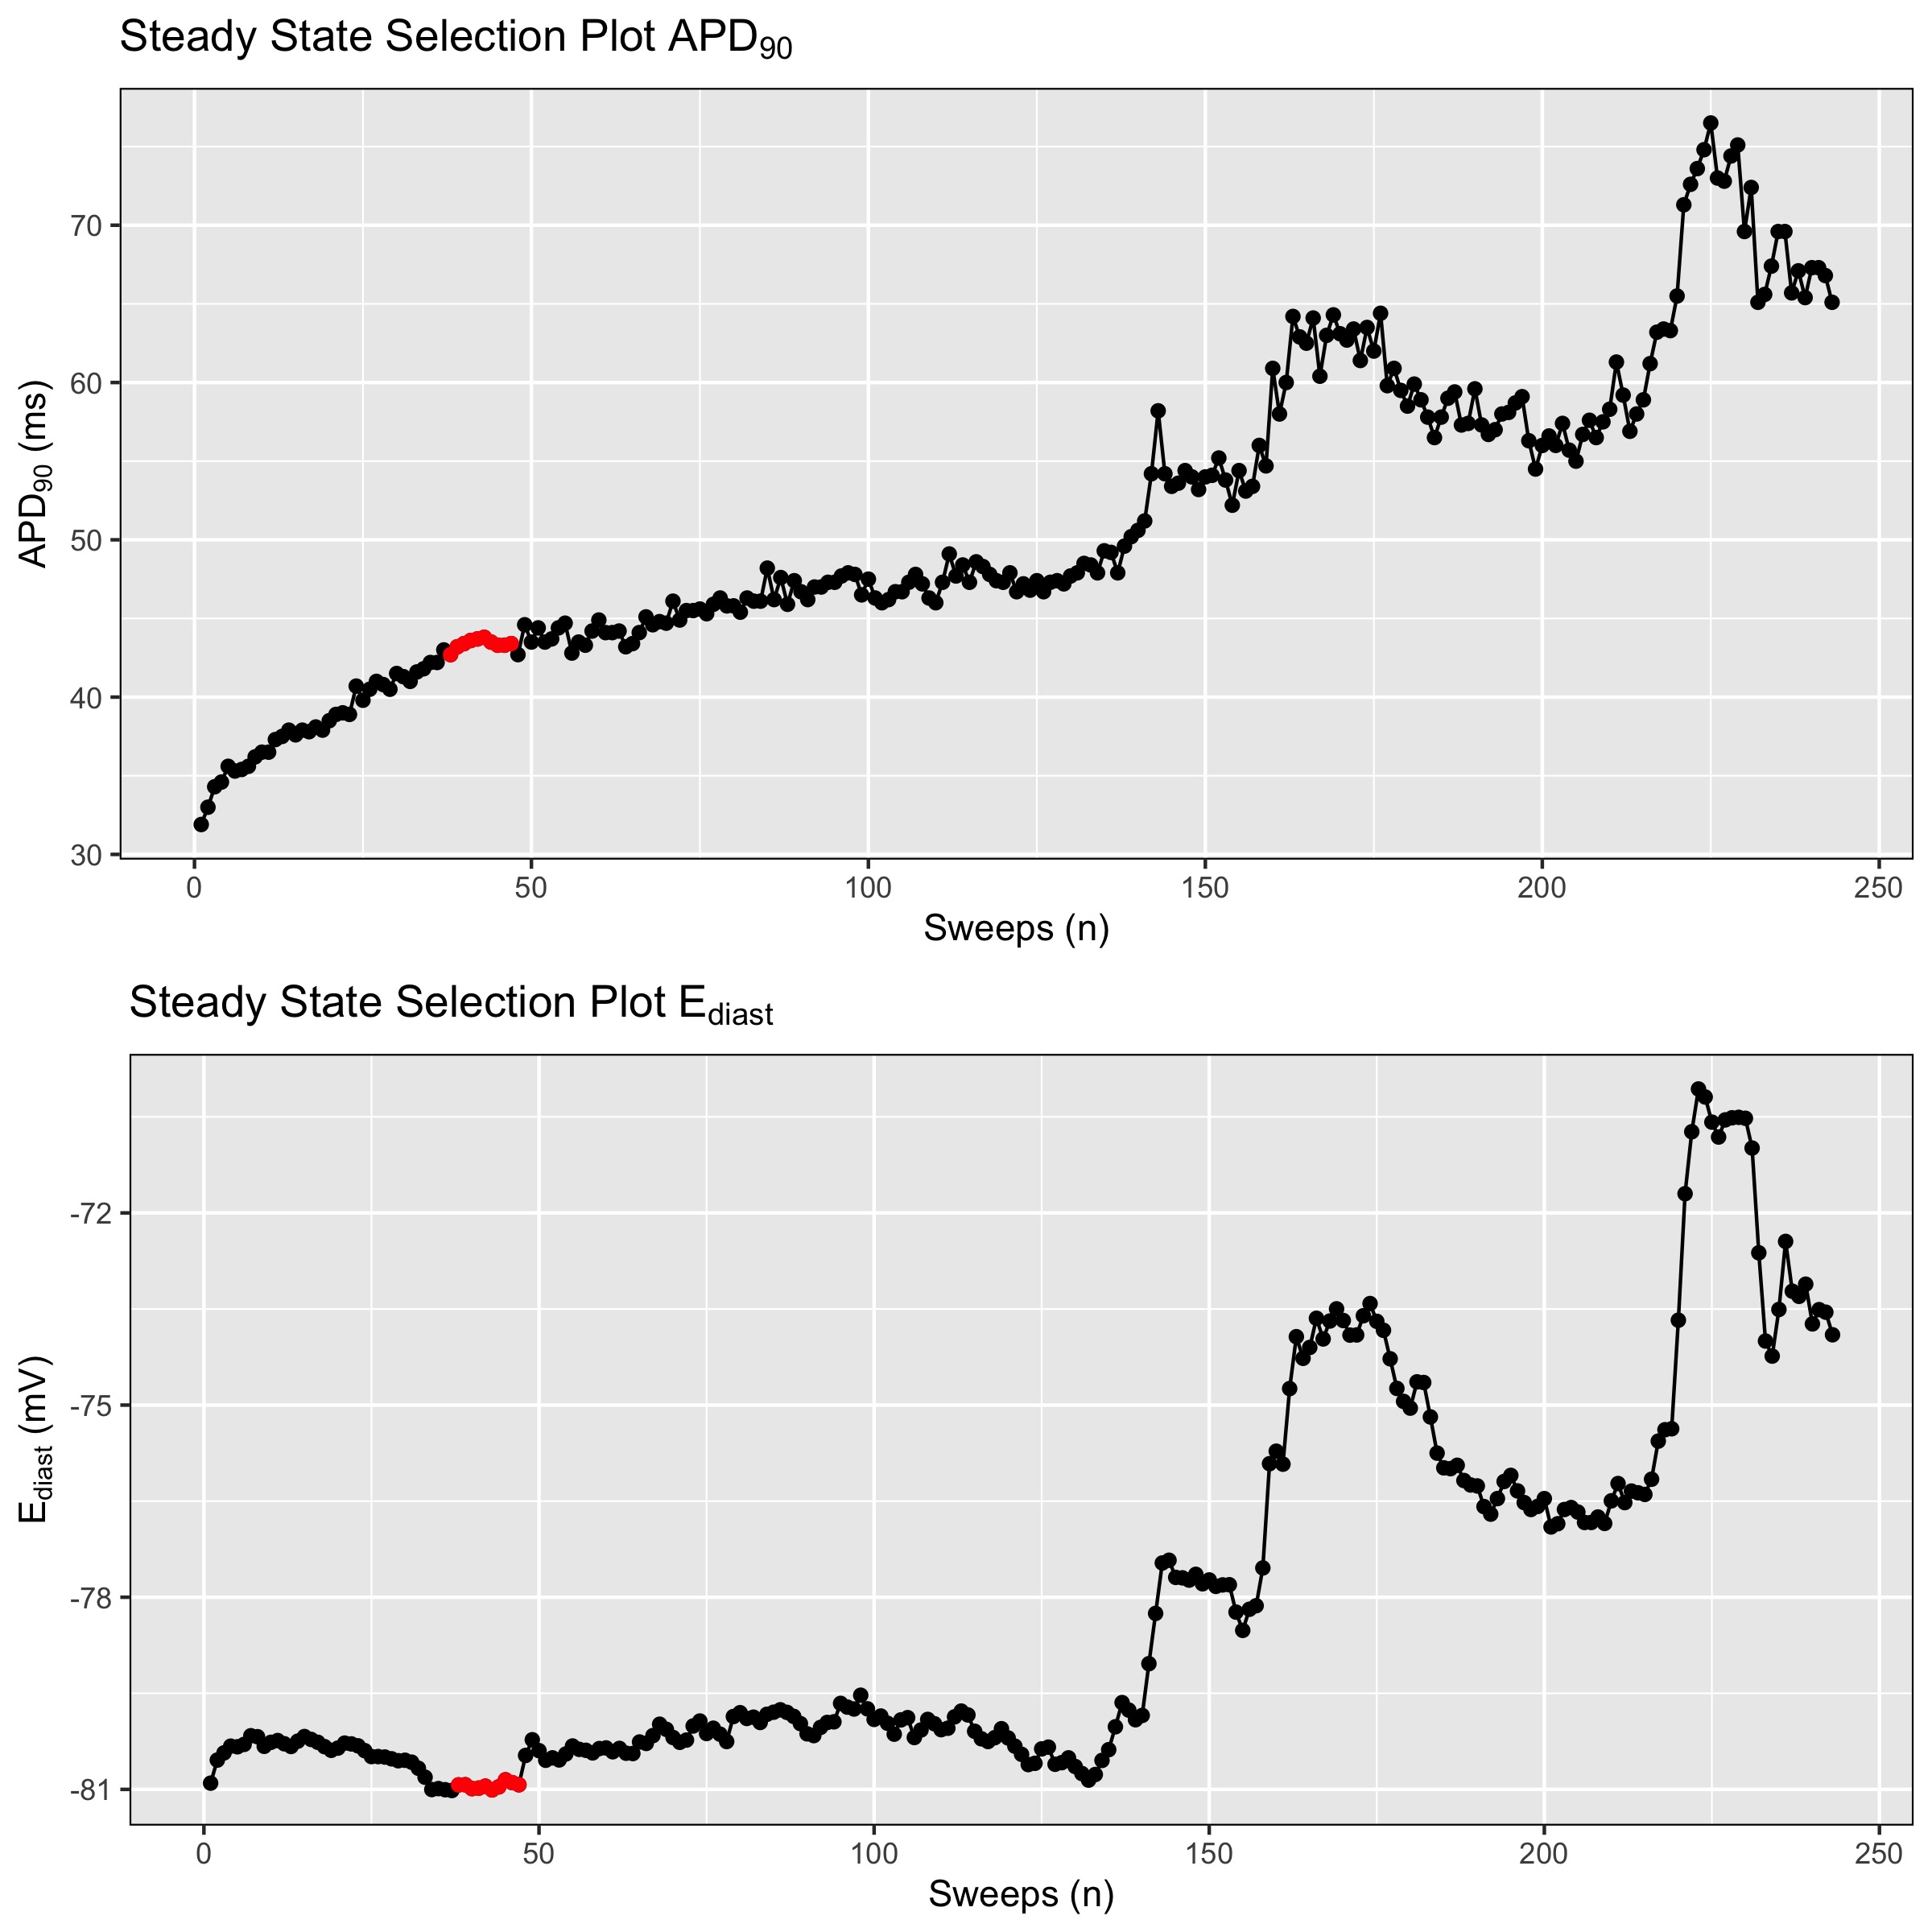 Steady State Selection Plot APD90
70
60
50
40
30
APD90 (ms)
0 50 100 150 200 250
Sweeps (n)
Steady State Selection Plot Ediast
-72
-75
-78
-81
Ediast (mV)
0 50 100 150 200 250
Sweeps (n)